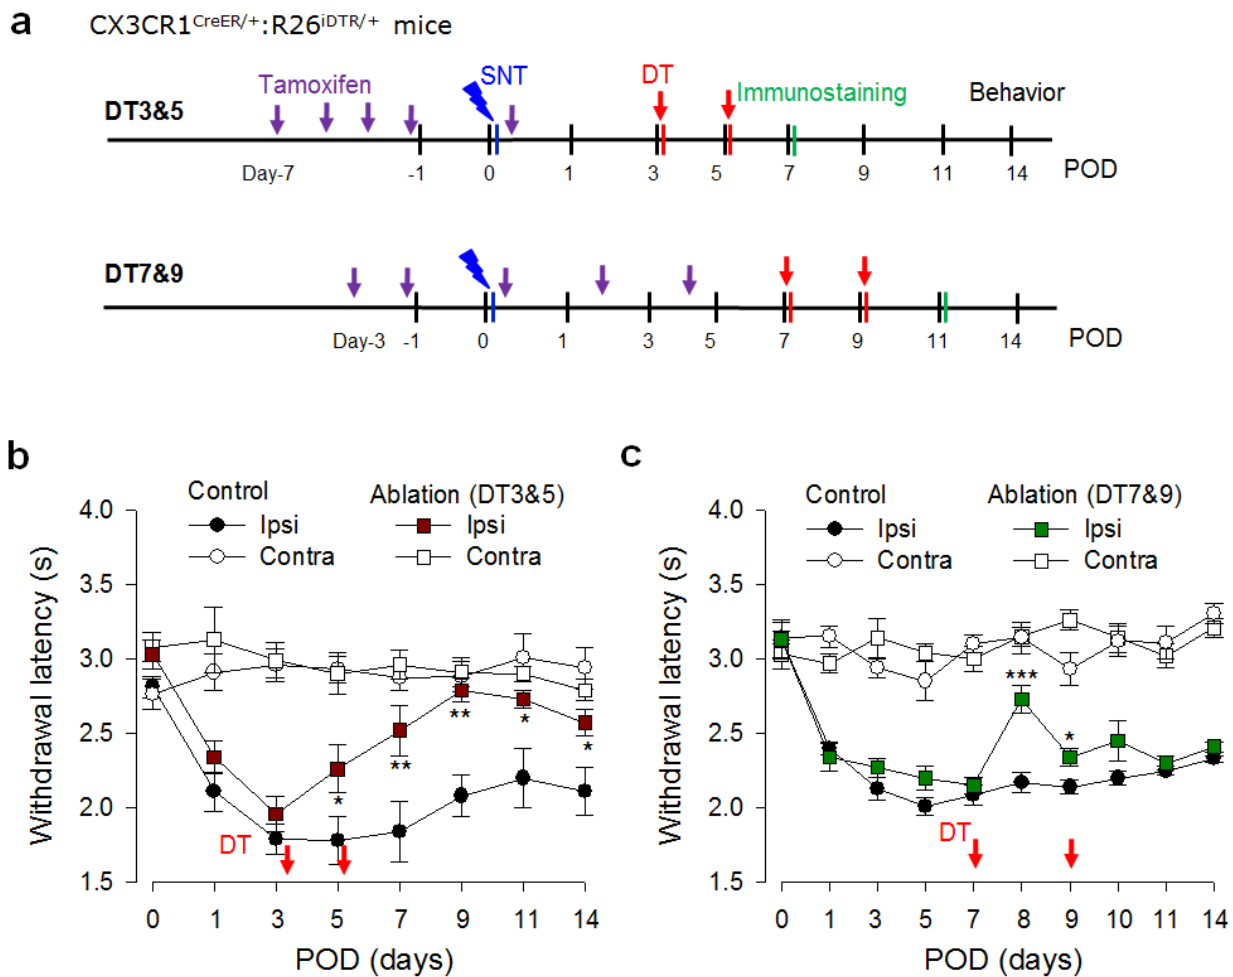 a CX3CR1CreER/+:R26iDTR/+ mice
Tamoxifen SNT DT Immunostaining Behavior
DT3&5
Day-7 -1 0 1 3 5 7 9 11 14 POD
DT7&9
Day-3 -1 0 1 3 5 7 9 11 14 POD
b
Control Ablation (DT3&5)
Ipsi Ipsi
Contra Contra
Withdrawal latency (s)
4.0
3.5
3.0
2.5
2.0
1.5
** * * ** *
DT
0 1 3 5 7 9 11 14
POD (days)
c
Control Ablation (DT7&9)
Ipsi Ipsi
Contra Contra
Withdrawal latency (s)
4.0
3.5
3.0
2.5
2.0
1.5
*** *
DT
0 1 3 5 7 8 9 10 11 14
POD (days)